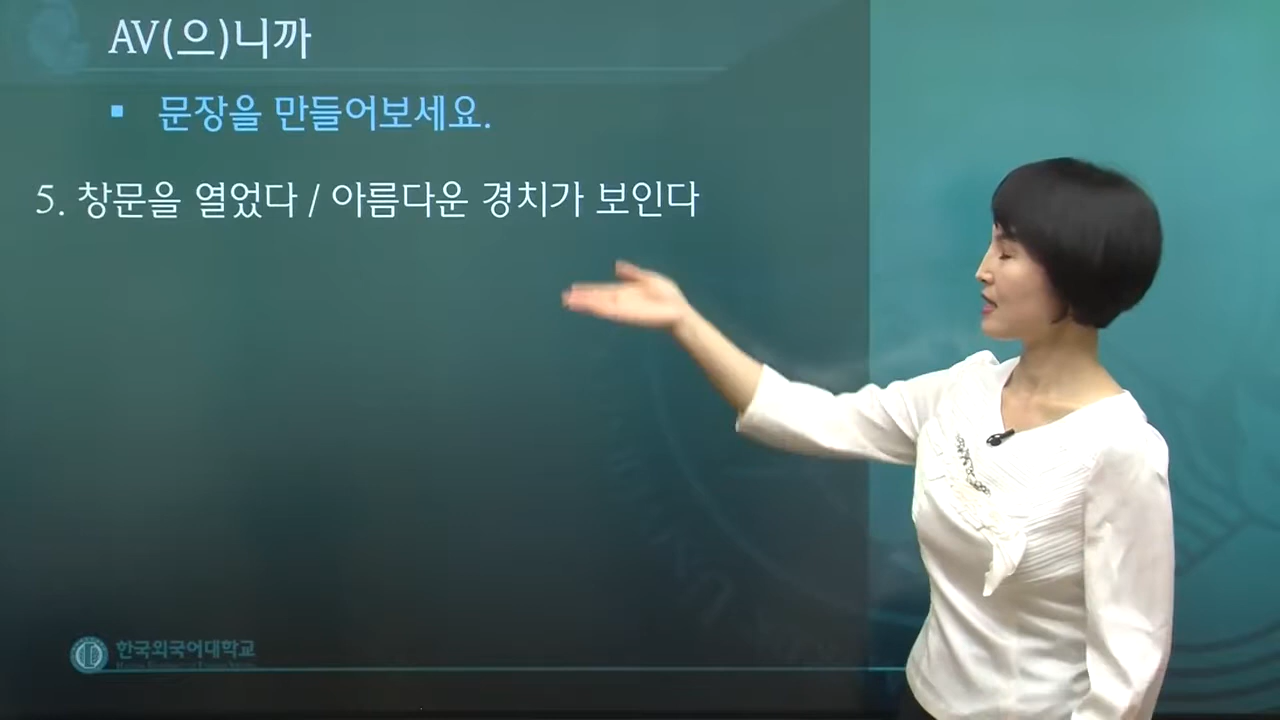 AV(으)니까
▪ 문장을 만들어보세요.
5. 창문을 열었다 / 아름다운 경치가 보인다
한국외국어대학교